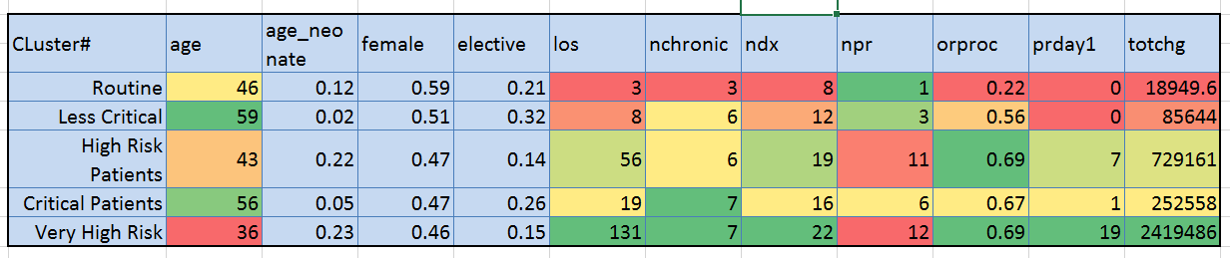 CLuster# age age_neo nate female elective los nchronic ndx npr orproc prday1 totchg
Routine 46 0.12 0.59 0.21 3 3 8 1 0.22 0 18949.6
Less Critical 59 0.02 0.51 0.32 8 6 12 3 0.56 0 85644
High Risk Patients 43 0.22 0.47 0.14 56 6 19 11 0.69 7 729161
Critical Patients 56 0.05 0.47 0.26 19 7 16 6 0.67 1 252558
Very High Risk 36 0.23 0.46 0.15 131 7 22 12 0.69 19 2419486